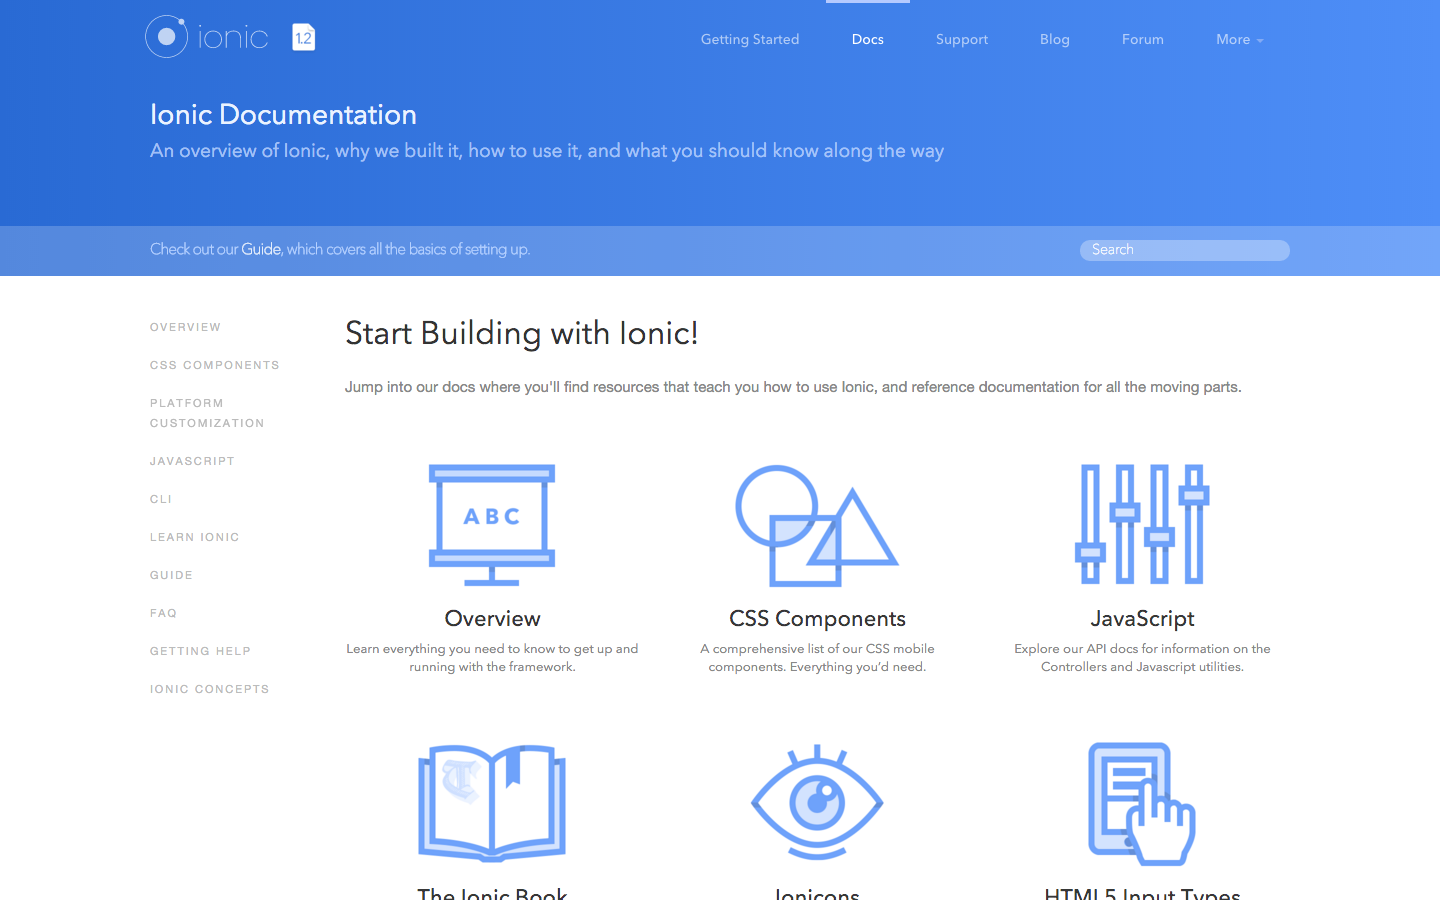 ionic 1.2 Getting Started Docs Support Blog Forum More
Ionic Documentation
An overview of Ionic, why we built it, how to use it, and what you should know along the way
Check out our Guide, which covers all the basics of setting up.
Search
OVERVIEW
CSS COMPONENTS
PLATFORM
CUSTOMIZATION
JAVASCRIPT
CLI
LEARN IONIC
GUIDE
FAQ
GETTING HELP
IONIC CONCEPTS
Start Building with Ionic!
Jump into our docs where you'll find resources that teach you how to use Ionic, and reference documentation for all the moving parts.
ABC
Overview
Learn everything you need to know to get up and
running with the framework.
CSS Components
A comprehensive list of our CSS mobile
components. Everything you’d need.
JavaScript
Explore our API docs for information on the
Controllers and Javascript utilities.
T
The Ionic Book
Ionicons
HTML5 Input Types